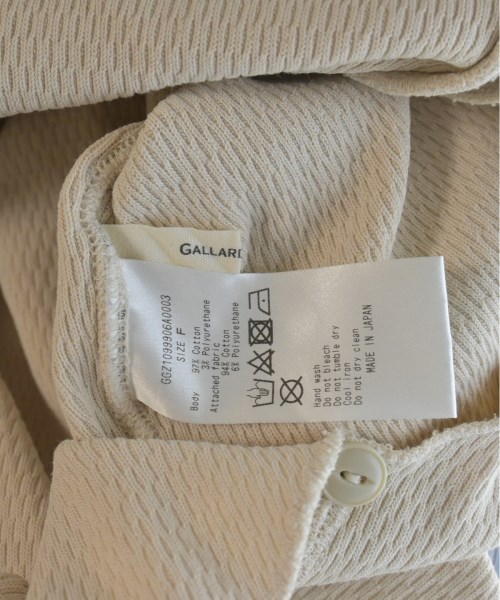 GALLARD
GGZ1099906A0003
SIZE F
Body 97% Cotton
3% Polyurethane
Attached fabric
94% Cotton
6% Polyurethane
Hand wash
Do not bleach
Do not tumble dry
Cool iron
Do not dry clean
MADE IN JAPAN